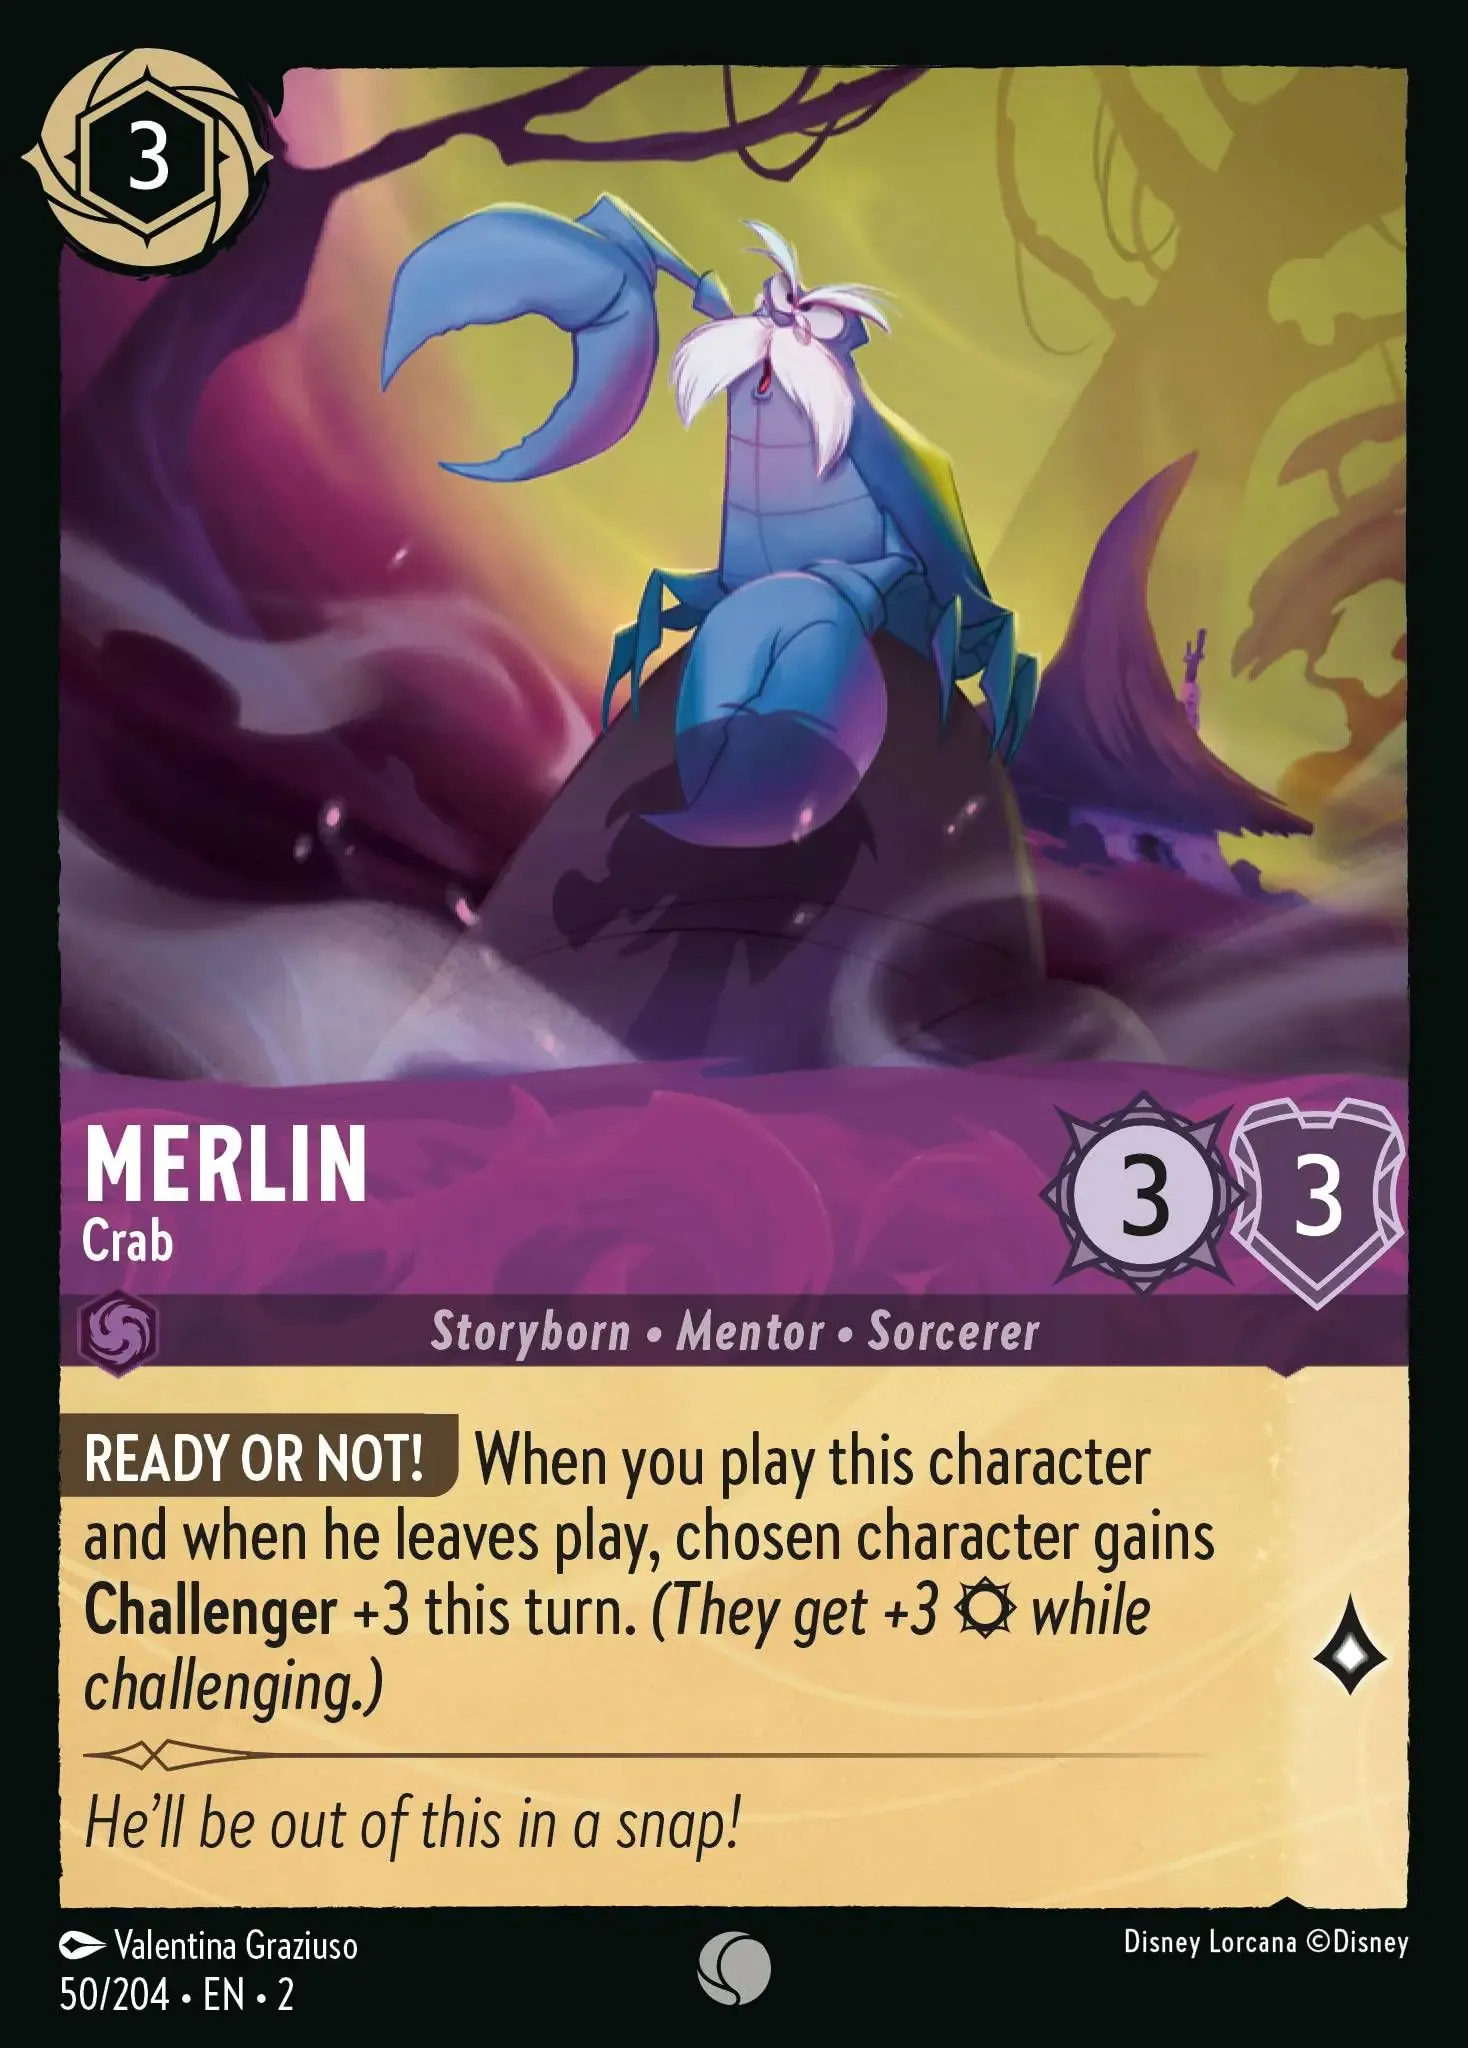 3
MERLIN
Crab
3 3
Storyborn • Mentor • Sorcerer
READY OR NOT! When you play this character
and when he leaves play, chosen character gains
Challenger +3 this turn. (They get +3 while
challenging.)
He'll be out of this in a snap!
Valentina Graziuso
Disney Lorcana ©Disney
50/204 • EN • 2